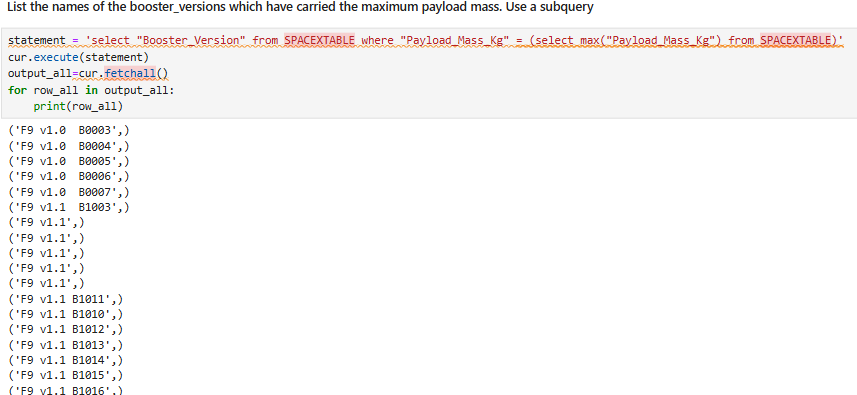 List the names of the booster_versions which have carried the maximum payload mass. Use a subquery
statement = 'select "Booster_Version" from SPACEXTABLE where "Payload_Mass_Kg" = (select max("Payload_Mass_Kg") from SPACEXTABLE)'
cur.execute(statement)
output_all=cur.fetchall()
for row_all in output_all:
    print(row_all)
('F9 v1.0  B0003',)
('F9 v1.0  B0004',)
('F9 v1.0  B0005',)
('F9 v1.0  B0006',)
('F9 v1.0  B0007',)
('F9 v1.1  B1003',)
('F9 v1.1',)
('F9 v1.1',)
('F9 v1.1',)
('F9 v1.1',)
('F9 v1.1',)
('F9 v1.1 B1011',)
('F9 v1.1 B1010',)
('F9 v1.1 B1012',)
('F9 v1.1 B1013',)
('F9 v1.1 B1014',)
('F9 v1.1 B1015',)
('F9 v1.1 B1016',)